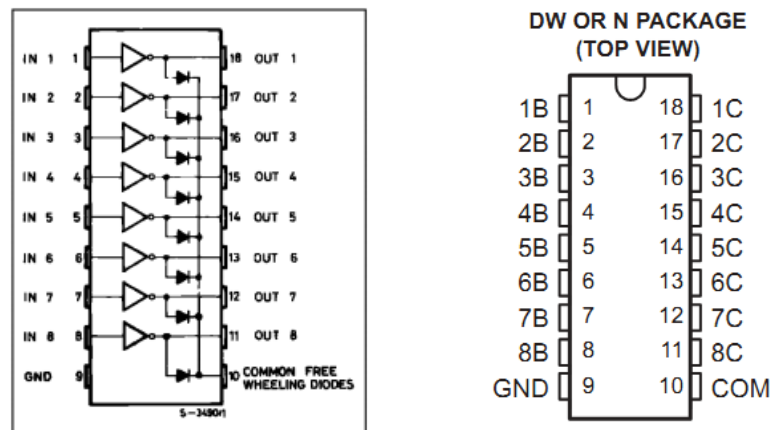 IN 1 1 18 OUT 1
IN 2 2 17 OUT 2
IN 3 3 16 OUT 3
IN 4 4 15 OUT 4
IN 5 5 14 OUT 5
IN 6 6 13 OUT 6
IN 7 7 12 OUT 7
IN 8 8 11 OUT 8
GND 9 10 COMMON FREE
WHEELING DIODES
S-3490/1
DW OR N PACKAGE
(TOP VIEW)
1B 1 18 1C
2B 2 17 2C
3B 3 16 3C
4B 4 15 4C
5B 5 14 5C
6B 6 13 6C
7B 7 12 7C
8B 8 11 8C
GND 9 10 COM